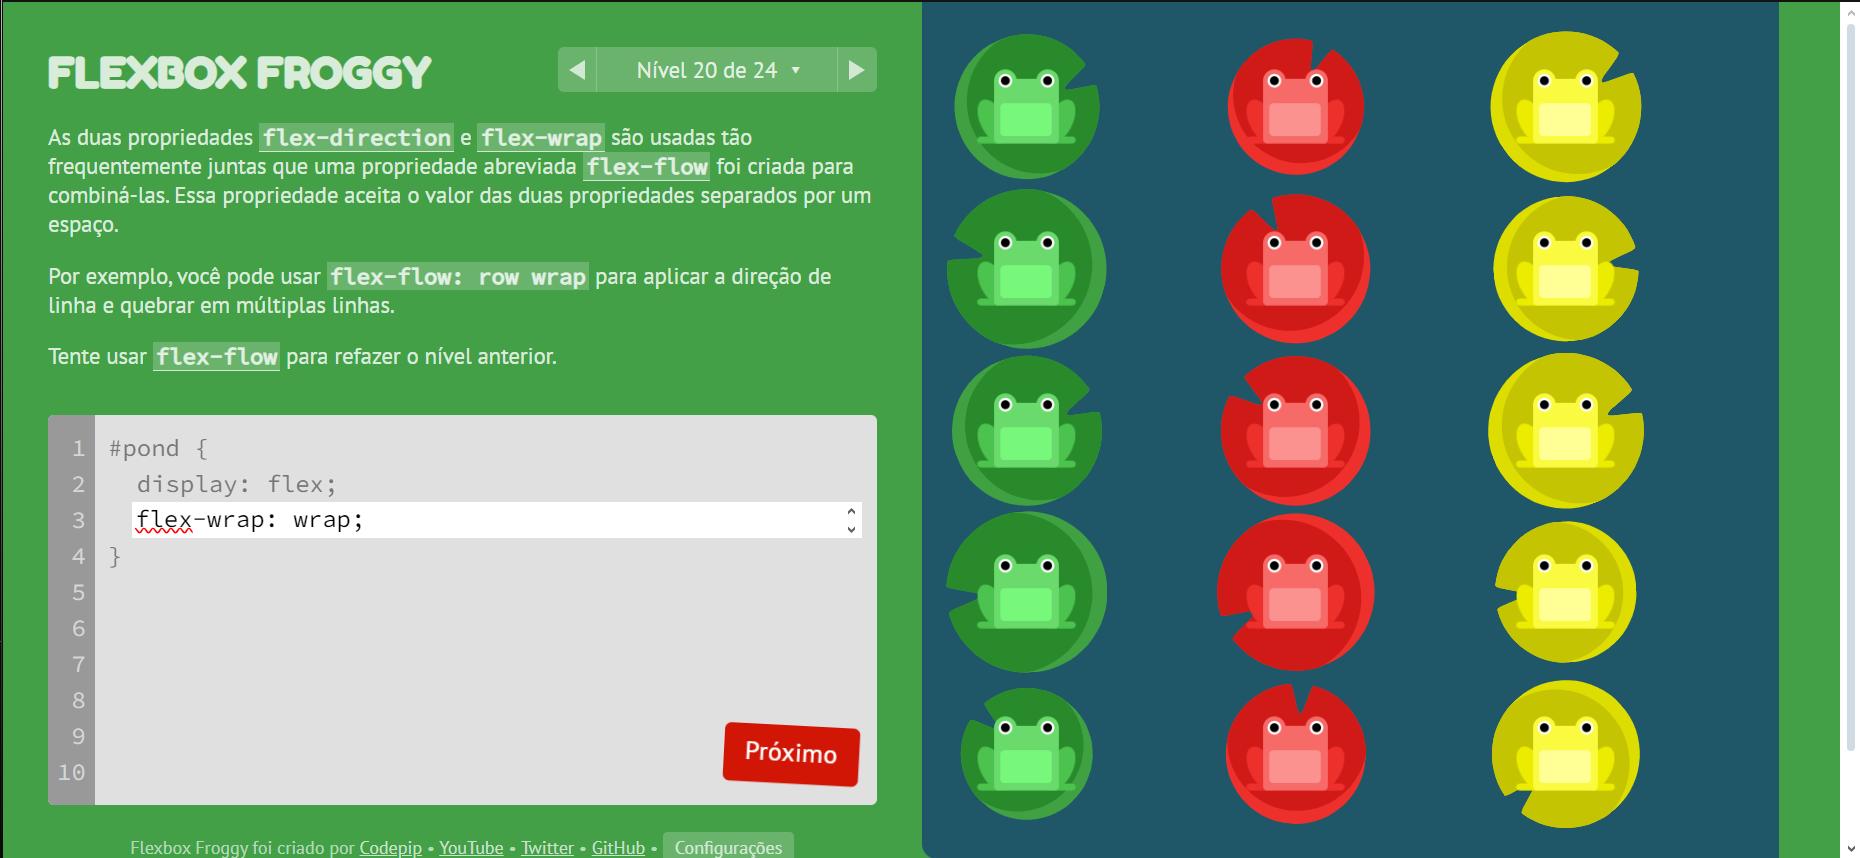 FLEXBOX FROGGY
Nível 20 de 24
As duas propriedades flex-direction e flex-wrap são usadas tão
frequentemente juntas que uma propriedade abreviada flex-flow foi criada para
combiná-las. Essa propriedade aceita o valor das duas propriedades separados por um
espaço.
Por exemplo, você pode usar flex-flow: row wrap para aplicar a direção de
linha e quebrar em múltiplas linhas.
Tente usar flex-flow para refazer o nível anterior.
1 #pond {
2 display: flex;
3 flex-wrap: wrap;
4 }
5
6
7
8
9
10
Próximo
Flexbox Froggy foi criado por Codepip • YouTube • Twitter • GitHub • Configurações